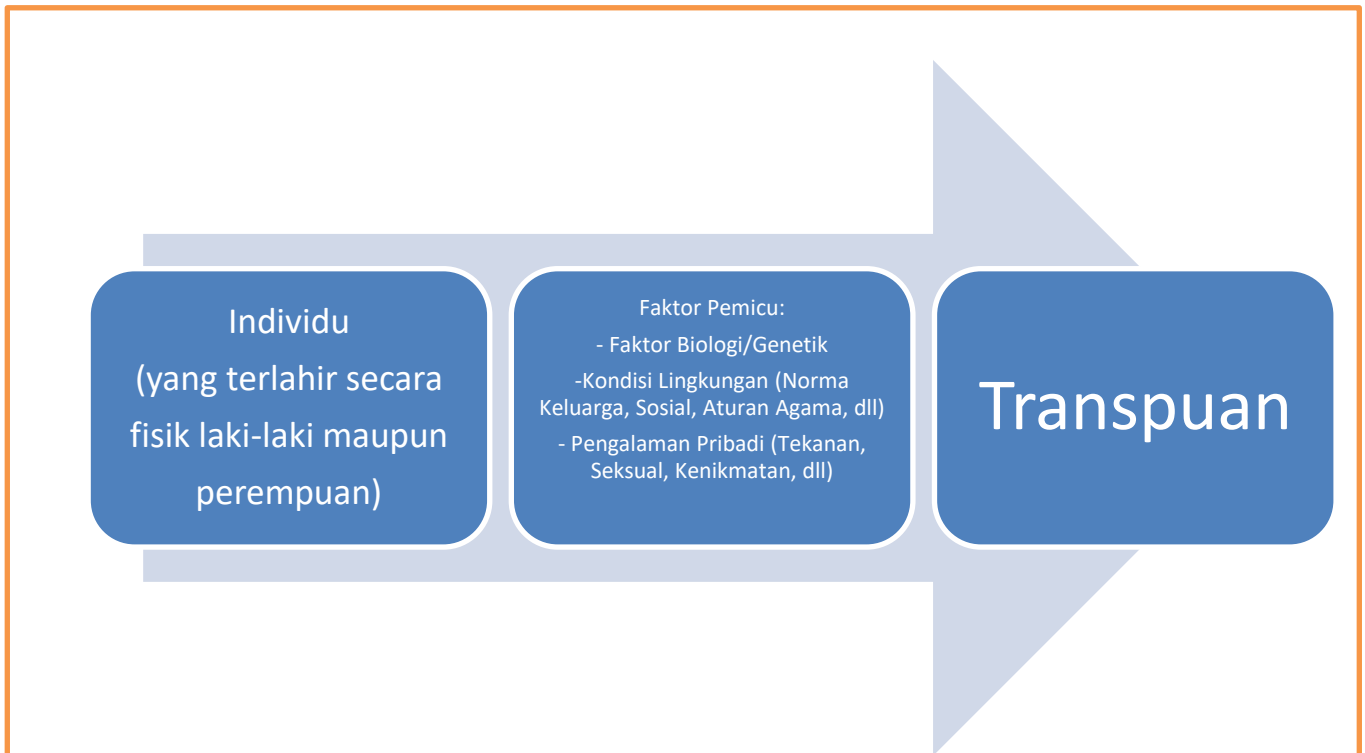 Individu
(yang terlahir secara
fisik laki-laki maupun
perempuan)
Faktor Pemicu:
- Faktor Biologi/Genetik
-Kondisi Lingkungan (Norma
Keluarga, Sosial, Aturan Agama, dll)
- Pengalaman Pribadi (Tekanan,
Seksual, Kenikmatan, dll)
Transpuan